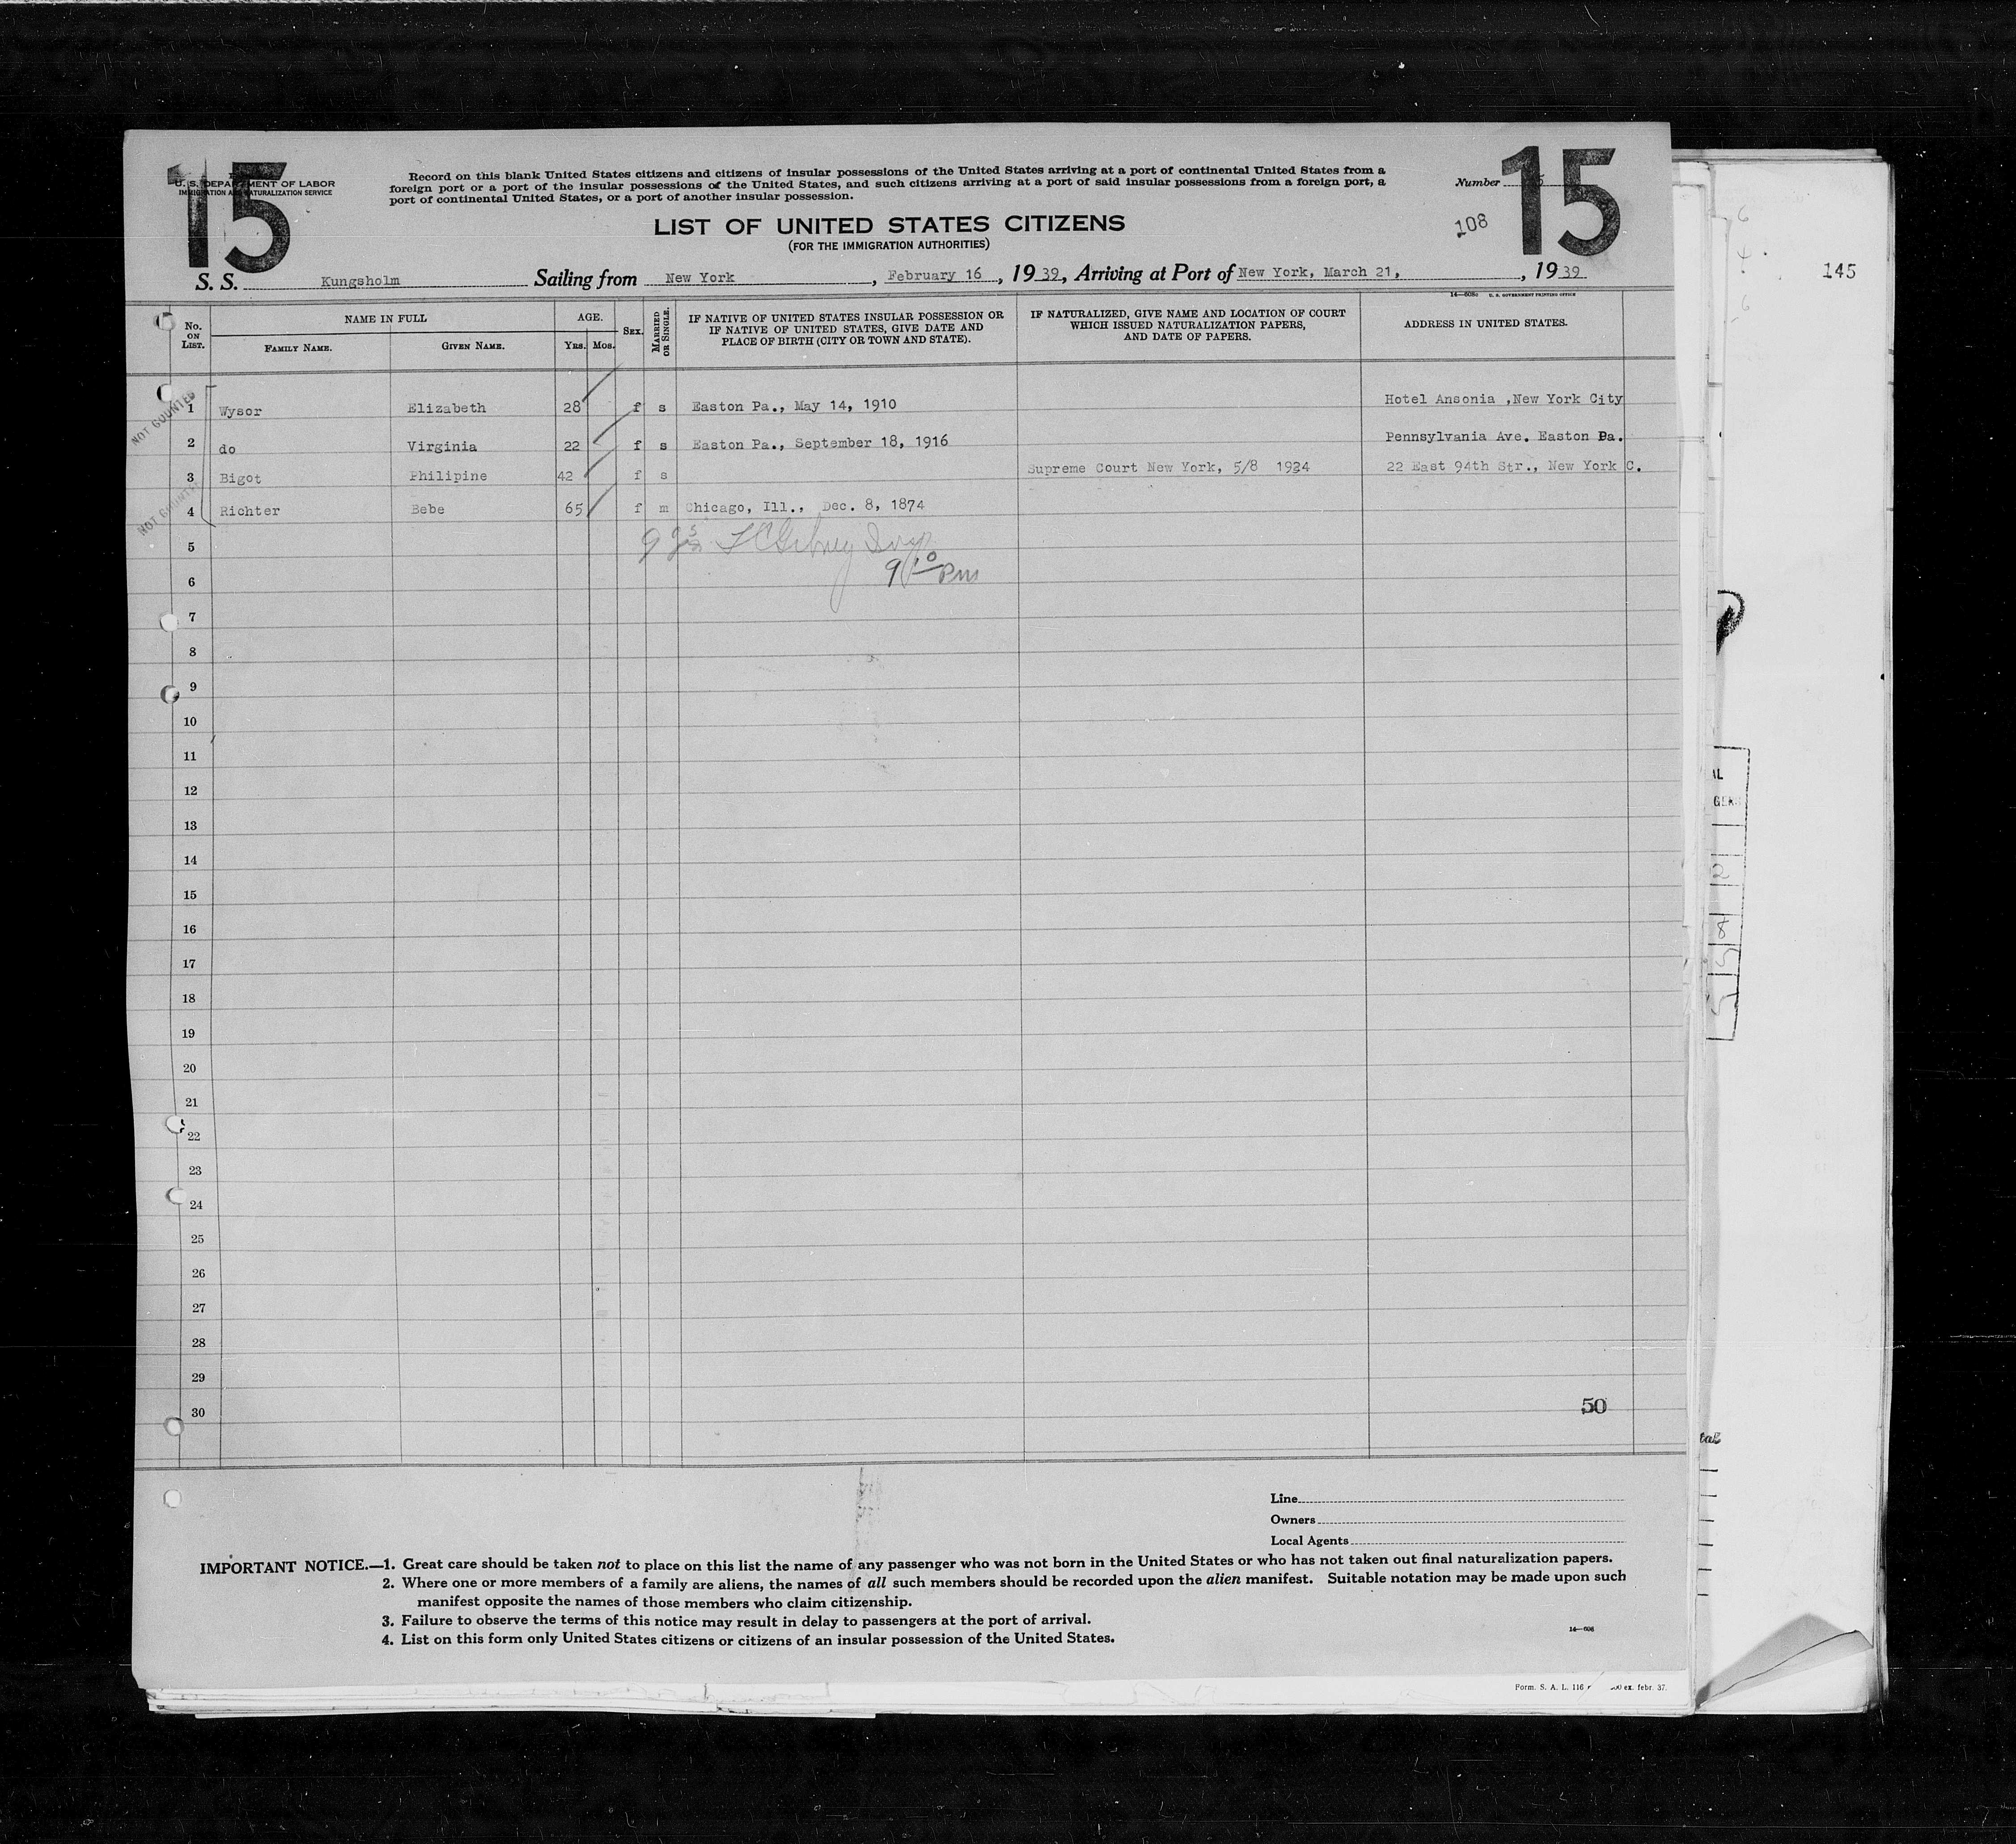 15
U. S. DEPARTMENT OF LABOR
IMMIGRATION AND NATURALIZATION SERVICE
Record on this blank United States citizens and citizens of insular possessions of the United States arriving at a port of continental United States from a
foreign port or a port of the insular possessions of the United States, and such citizens arriving at a port of said insular possessions from a foreign port, a
port of continental United States, or a port of another insular possession.
Number
15
LIST OF UNITED STATES CITIZENS
(FOR THE IMMIGRATION AUTHORITIES)
108
S. S. Kungsholm Sailing from New York, February 16, 1939, Arriving at Port of New York, March 21, , 1939
14—608c U. S. GOVERNMENT PRINTING OFFICE
No. ON LIST. NAME IN FULL FAMILY NAME. GIVEN NAME. AGE. YRS. MOS. SEX. MARRIED OR SINGLE. IF NATIVE OF UNITED STATES INSULAR POSSESSION OR IF NATIVE OF UNITED STATES, GIVE DATE AND PLACE OF BIRTH (CITY OR TOWN AND STATE). IF NATURALIZED, GIVE NAME AND LOCATION OF COURT WHICH ISSUED NATURALIZATION PAPERS, AND DATE OF PAPERS. ADDRESS IN UNITED STATES.
NOT COUNTED
1 Wysor Elizabeth 28 f s Easton Pa., May 14, 1910 Hotel Ansonia ,New York City
2 do Virginia 22 f s Easton Pa., September 18, 1916 Pennsylvania Ave. Easton Pa.
3 Bigot Philipine 42 f s Supreme Court New York, 5/8 1924 22 East 94th Str., New York C.
NOT COUNTED
4 Richter Bebe 65 f m Chicago, Ill., Dec. 8, 1874
5
6 9 10 Pm
7
8
9
10
11
12
13
14
15
16
17
18
19
20
21
22
23
24
25
26
27
28
29
30
50
Line
Owners
Local Agents
IMPORTANT NOTICE.—1. Great care should be taken not to place on this list the name of any passenger who was not born in the United States or who has not taken out final naturalization papers.
2. Where one or more members of a family are aliens, the names of all such members should be recorded upon the alien manifest. Suitable notation may be made upon such
manifest opposite the names of those members who claim citizenship.
3. Failure to observe the terms of this notice may result in delay to passengers at the port of arrival.
4. List on this form only United States citizens or citizens of an insular possession of the United States.
14—608
Form. S. A. L. 116 ex. febr. 37.
145